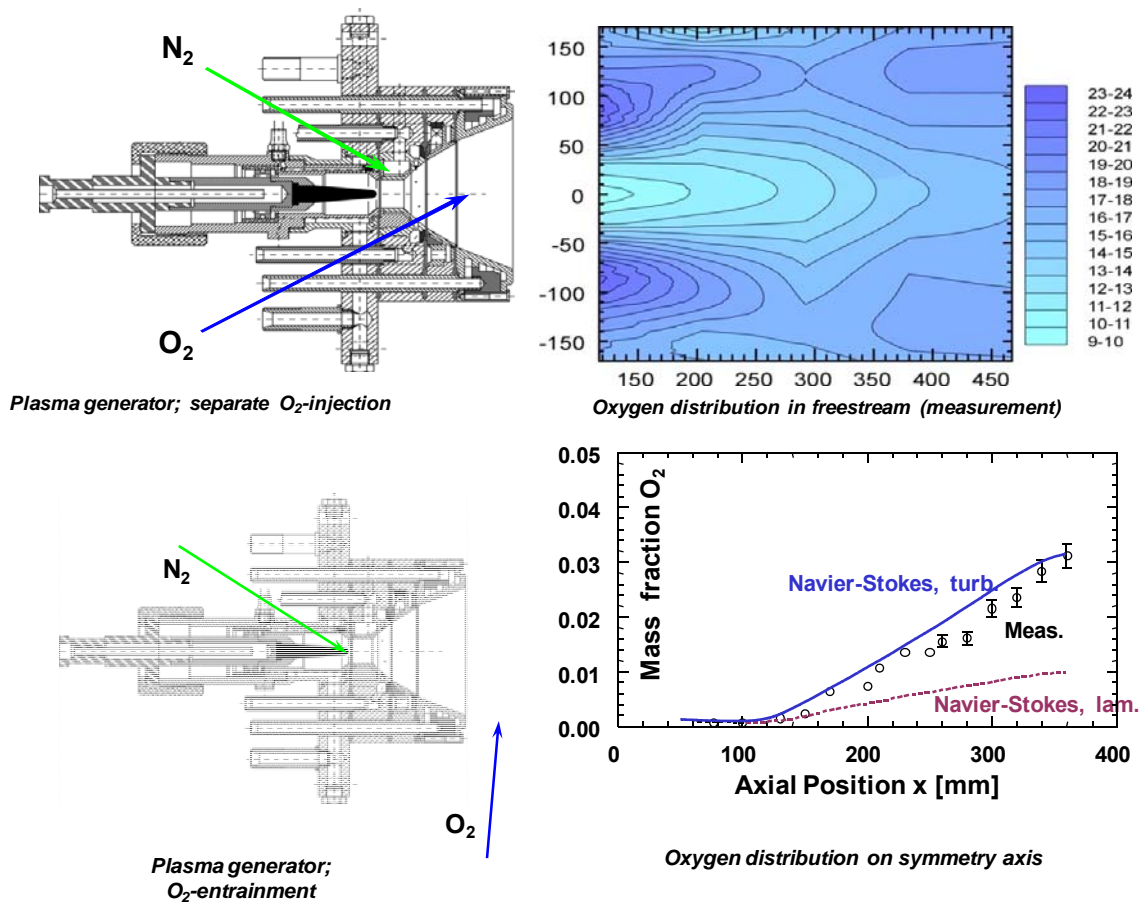 N2
O2
Plasma generator; separate O2-injection
150
100
50
0
-50
-100
-150
150 200 250 300 350 400 450
23-24
22-23
21-22
20-21
19-20
18-19
17-18
16-17
15-16
14-15
13-14
12-13
11-12
10-11
9-10
Oxygen distribution in freestream (measurement)
N2
O2
Plasma generator;
O2-entrainment
0.05
0.04
0.03
0.02
0.01
0.00
Mass fraction O2
Navier-Stokes, turb.
Meas.
Navier-Stokes, lam.
0 100 200 300 400
Axial Position x [mm]
Oxygen distribution on symmetry axis